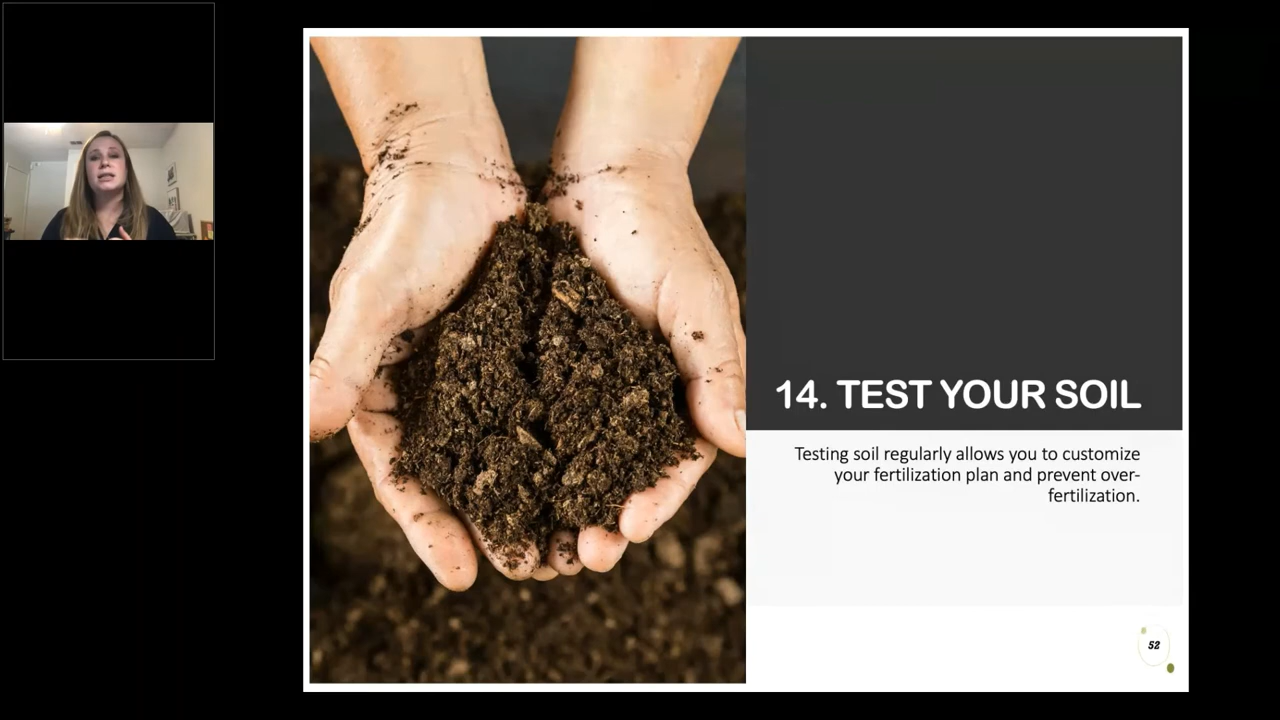 14. TEST YOUR SOIL
Testing soil regularly allows you to customize
your fertilization plan and prevent over-
fertilization.
52